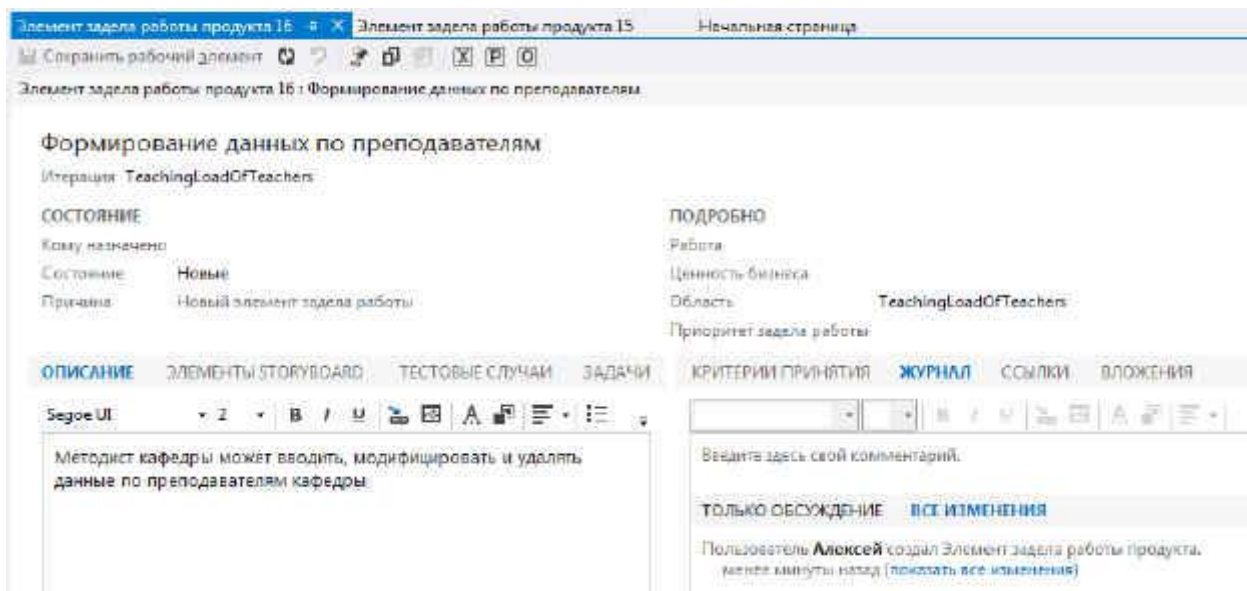 Элемент задела работы продукта 16 Элемент задела работы продукта 15 Начальная страница
Сохранить рабочий элемент X P O
Элемент задела работы продукта 16 : Формирование данных по преподавателям
Формирование данных по преподавателям
Итерация TeachingLoadOfTeachers
СОСТОЯНИЕ
Кому назначено
Состояние Новые
Причина Новый элемент задела работы
ПОДРОБНО
Работа
Ценность бизнеса
Область TeachingLoadOfTeachers
Приоритет задела работы
ОПИСАНИЕ ЭЛЕМЕНТЫ STORYBOARD ТЕСТОВЫЕ СЛУЧАИ ЗАДАЧИ
Segoe UI 2 B I U A
Методист кафедры может вводить, модифицировать и удалять
данные по преподавателям кафедры
КРИТЕРИИ ПРИНЯТИЯ ЖУРНАЛ ССЫЛКИ ВЛОЖЕНИЯ
B I U A
Введите здесь свой комментарий.
ТОЛЬКО ОБСУЖДЕНИЕ ВСЕ ИЗМЕНЕНИЯ
Пользователь Алексей создал Элемент задела работы продукта.
менее минуты назад (показать все изменения)